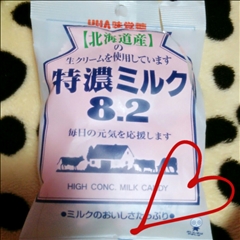 UHA味覚糖
【北海道産】
の
生クリームを使用しています
特濃ミルク
8.2
毎日の元気を応援します
HIGH CONC. MILK CANDY
●ミルクのおいしさたっぷり●